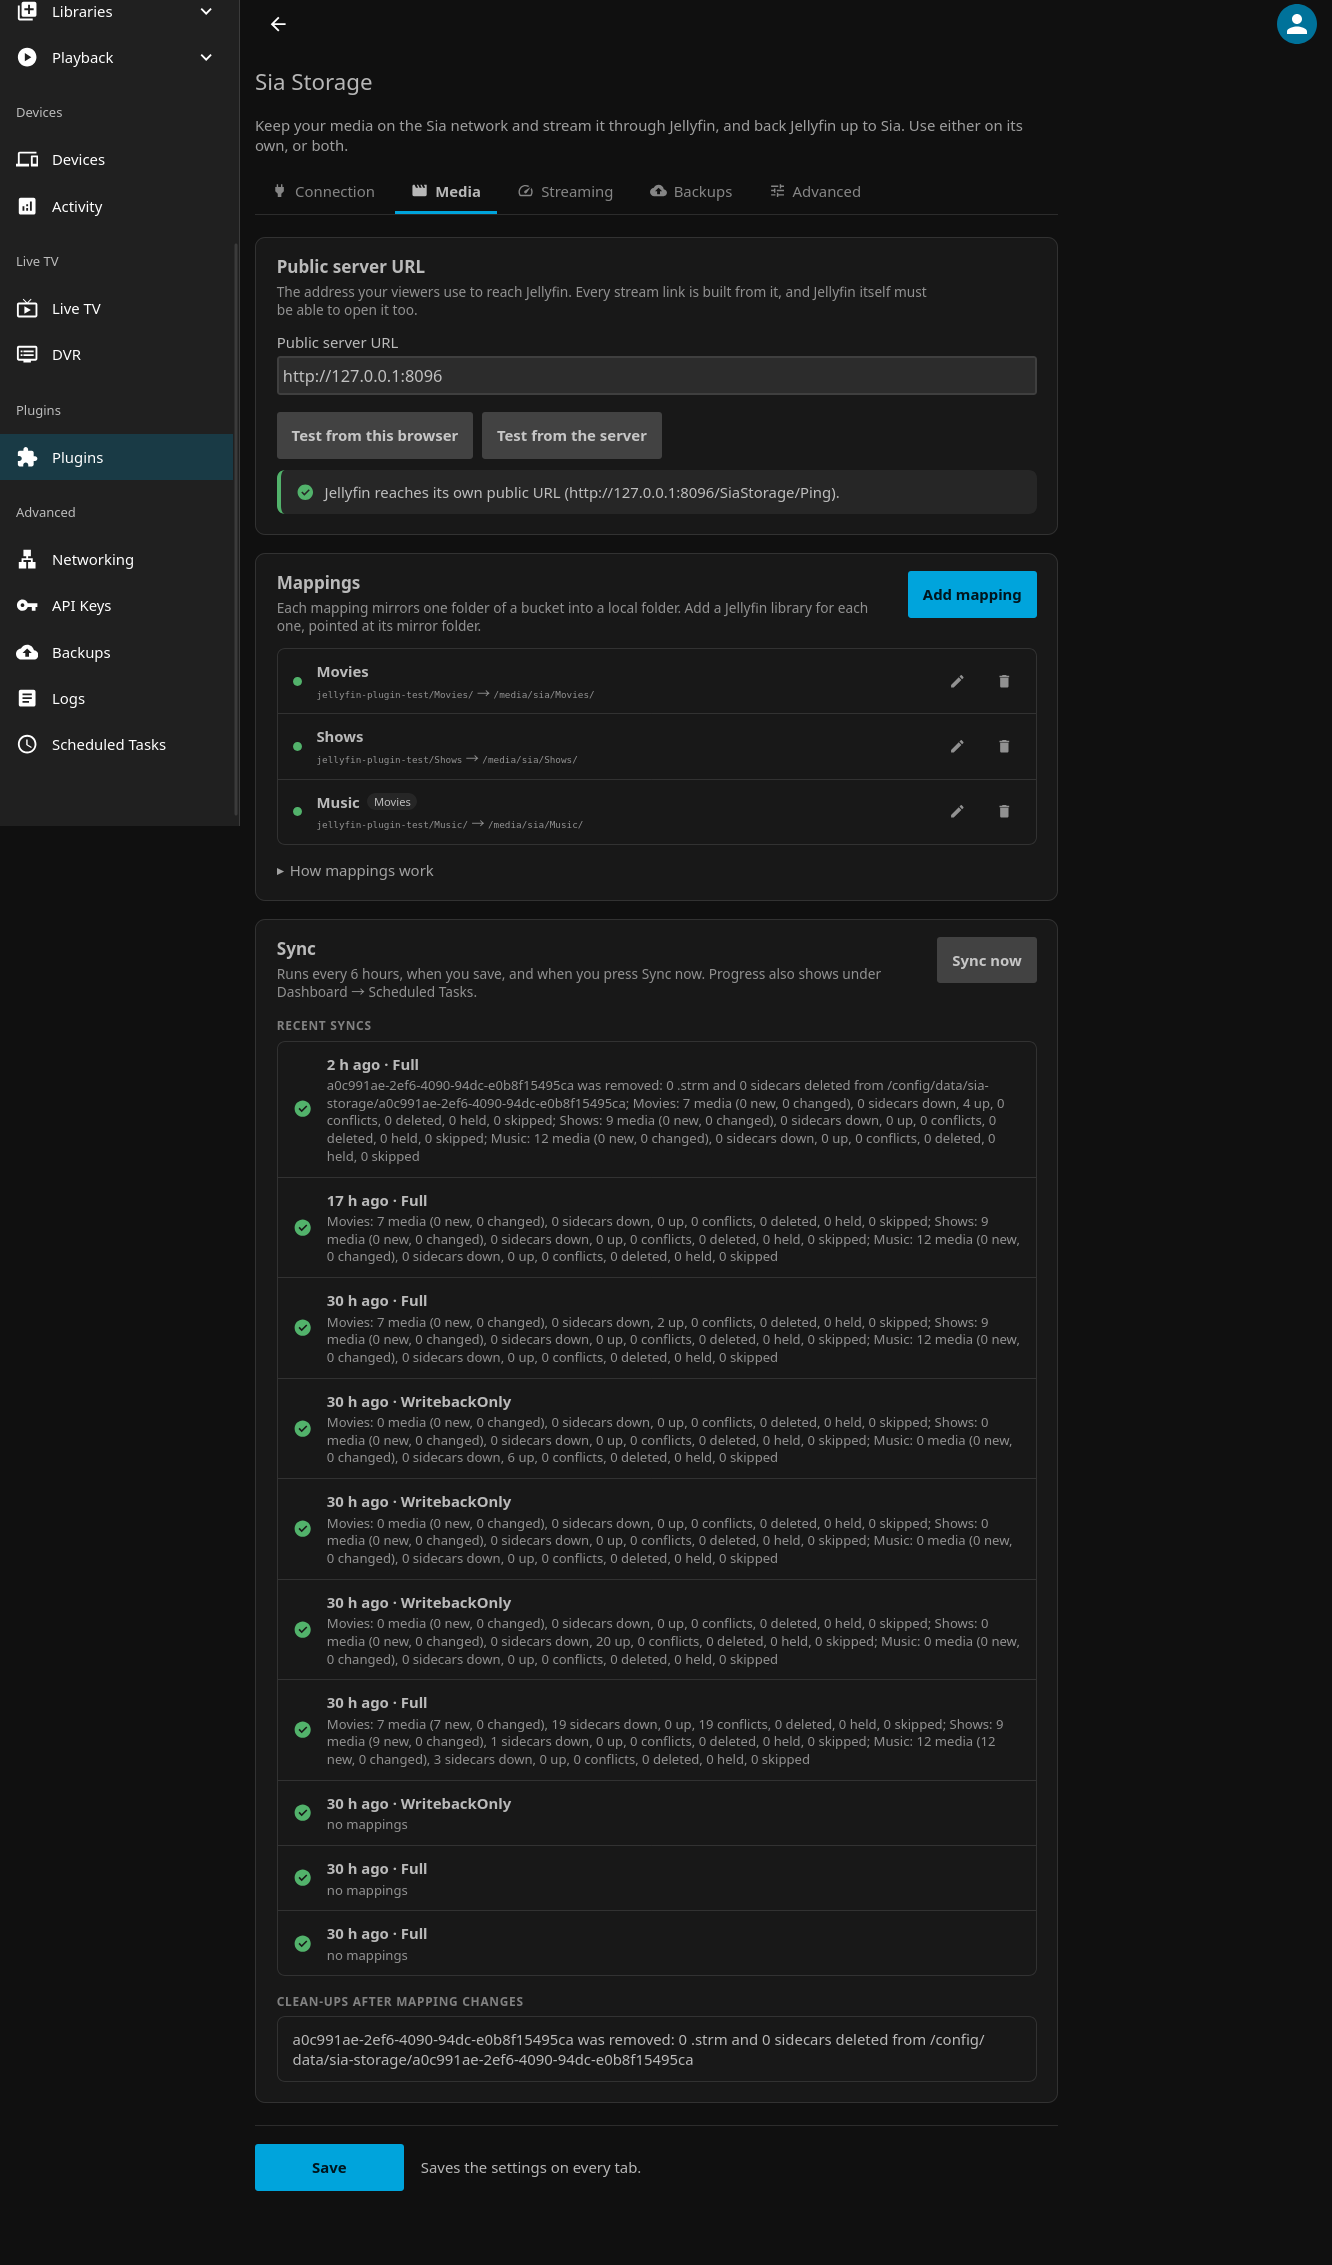 Libraries
Playback
Devices
Devices
Activity
Live TV
Live TV
DVR
Plugins
Plugins
Advanced
Networking
API Keys
Backups
Logs
Scheduled Tasks
Sia Storage
Keep your media on the Sia network and stream it through Jellyfin, and back Jellyfin up to Sia. Use either on its
own, or both.
Connection
Media
Streaming
Backups
Advanced
Public server URL
The address your viewers use to reach Jellyfin. Every stream link is built from it, and Jellyfin itself must
be able to open it too.
Public server URL
http://127.0.0.1:8096
Test from this browser
Test from the server
Jellyfin reaches its own public URL (http://127.0.0.1:8096/SiaStorage/Ping).
Mappings
Each mapping mirrors one folder of a bucket into a local folder. Add a Jellyfin library for each
one, pointed at its mirror folder.
Add mapping
Movies
jellyfin-plugin-test/Movies/ → /media/sia/Movies/
Shows
jellyfin-plugin-test/Shows → /media/sia/Shows/
Music Movies
jellyfin-plugin-test/Music/ → /media/sia/Music/
▸ How mappings work
Sync
Runs every 6 hours, when you save, and when you press Sync now. Progress also shows under
Dashboard → Scheduled Tasks.
Sync now
RECENT SYNCS
2 h ago · Full
a0c991ae-2ef6-4090-94dc-e0b8f15495ca was removed: 0 .strm and 0 sidecars deleted from /config/data/sia-
storage/a0c991ae-2ef6-4090-94dc-e0b8f15495ca; Movies: 7 media (0 new, 0 changed), 0 sidecars down, 4 up, 0
conflicts, 0 deleted, 0 held, 0 skipped; Shows: 9 media (0 new, 0 changed), 0 sidecars down, 0 up, 0 conflicts, 0
deleted, 0 held, 0 skipped; Music: 12 media (0 new, 0 changed), 0 sidecars down, 0 up, 0 conflicts, 0 deleted, 0
held, 0 skipped
17 h ago · Full
Movies: 7 media (0 new, 0 changed), 0 sidecars down, 0 up, 0 conflicts, 0 deleted, 0 held, 0 skipped; Shows: 9
media (0 new, 0 changed), 0 sidecars down, 0 up, 0 conflicts, 0 deleted, 0 held, 0 skipped; Music: 12 media (0 new,
0 changed), 0 sidecars down, 0 up, 0 conflicts, 0 deleted, 0 held, 0 skipped
30 h ago · Full
Movies: 7 media (0 new, 0 changed), 0 sidecars down, 2 up, 0 conflicts, 0 deleted, 0 held, 0 skipped; Shows: 9
media (0 new, 0 changed), 0 sidecars down, 0 up, 0 conflicts, 0 deleted, 0 held, 0 skipped; Music: 12 media (0 new,
0 changed), 0 sidecars down, 0 up, 0 conflicts, 0 deleted, 0 held, 0 skipped
30 h ago · WritebackOnly
Movies: 0 media (0 new, 0 changed), 0 sidecars down, 0 up, 0 conflicts, 0 deleted, 0 held, 0 skipped; Shows: 0
media (0 new, 0 changed), 0 sidecars down, 0 up, 0 conflicts, 0 deleted, 0 held, 0 skipped; Music: 0 media (0 new,
0 changed), 0 sidecars down, 6 up, 0 conflicts, 0 deleted, 0 held, 0 skipped
30 h ago · WritebackOnly
Movies: 0 media (0 new, 0 changed), 0 sidecars down, 0 up, 0 conflicts, 0 deleted, 0 held, 0 skipped; Shows: 0
media (0 new, 0 changed), 0 sidecars down, 0 up, 0 conflicts, 0 deleted, 0 held, 0 skipped; Music: 0 media (0 new,
0 changed), 0 sidecars down, 0 up, 0 conflicts, 0 deleted, 0 held, 0 skipped
30 h ago · WritebackOnly
Movies: 0 media (0 new, 0 changed), 0 sidecars down, 0 up, 0 conflicts, 0 deleted, 0 held, 0 skipped; Shows: 0
media (0 new, 0 changed), 0 sidecars down, 20 up, 0 conflicts, 0 deleted, 0 held, 0 skipped; Music: 0 media (0 new,
0 changed), 0 sidecars down, 0 up, 0 conflicts, 0 deleted, 0 held, 0 skipped
30 h ago · Full
Movies: 7 media (7 new, 0 changed), 19 sidecars down, 0 up, 19 conflicts, 0 deleted, 0 held, 0 skipped; Shows: 9
media (9 new, 0 changed), 1 sidecars down, 0 up, 0 conflicts, 0 deleted, 0 held, 0 skipped; Music: 12 media (12
new, 0 changed), 3 sidecars down, 0 up, 0 conflicts, 0 deleted, 0 held, 0 skipped
30 h ago · WritebackOnly
no mappings
30 h ago · Full
no mappings
30 h ago · Full
no mappings
CLEAN-UPS AFTER MAPPING CHANGES
a0c991ae-2ef6-4090-94dc-e0b8f15495ca was removed: 0 .strm and 0 sidecars deleted from /config/
data/sia-storage/a0c991ae-2ef6-4090-94dc-e0b8f15495ca
Save
Saves the settings on every tab.